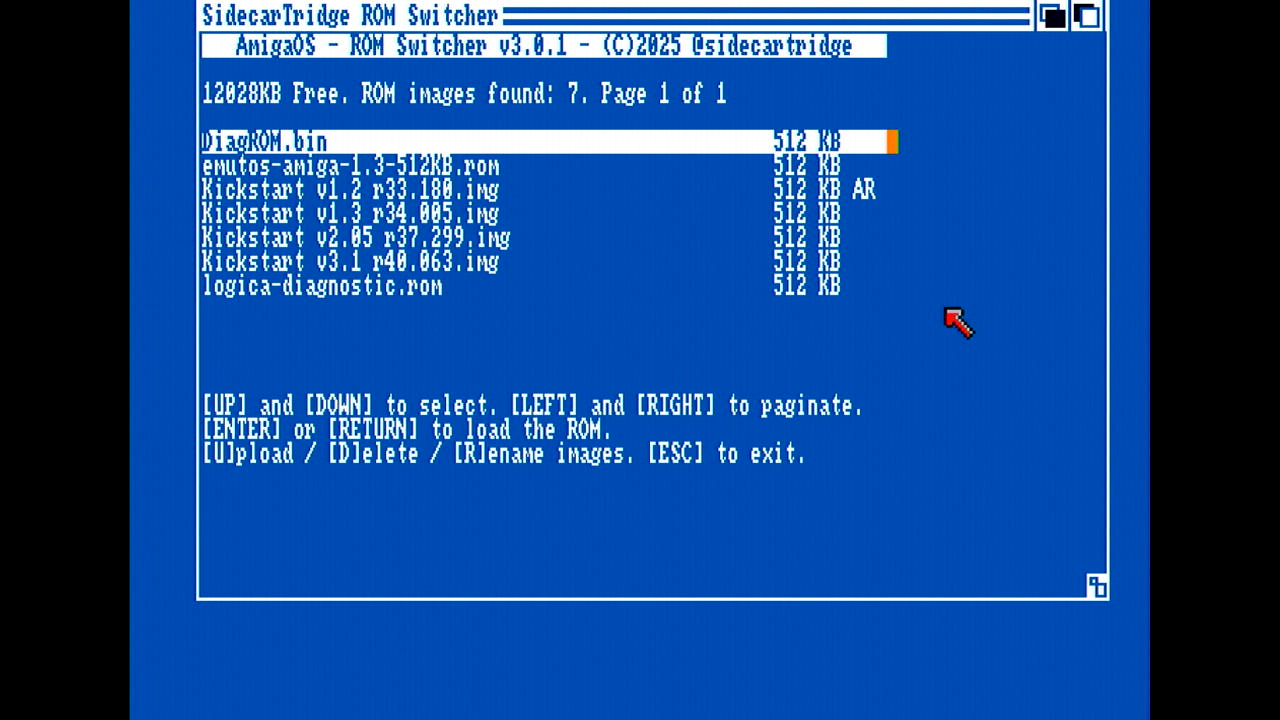 SidecarTridge ROM Switcher
AmigaOS - ROM Switcher v3.0.1 - (C)2025 @sidecartridge
12028KB Free. ROM images found: 7. Page 1 of 1
DiagROM.bin 512 KB
emutos-amiga-1.3-512KB.rom 512 KB
Kickstart v1.2 r33.180.img 512 KB AR
Kickstart v1.3 r34.005.img 512 KB
Kickstart v2.05 r37.299.img 512 KB
Kickstart v3.1 r40.063.img 512 KB
logica-diagnostic.rom 512 KB
[UP] and [DOWN] to select. [LEFT] and [RIGHT] to paginate.
[ENTER] or [RETURN] to load the ROM.
[U]pload / [D]elete / [R]ename images. [ESC] to exit.